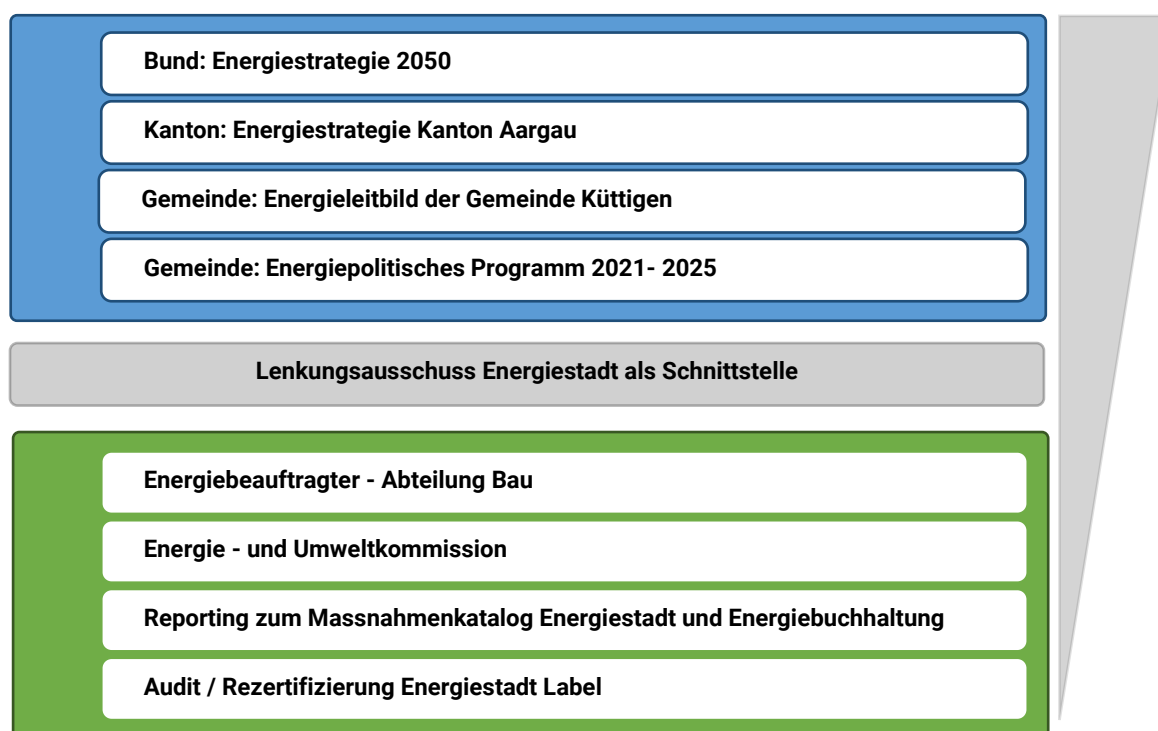 Bund: Energiestrategie 2050
Kanton: Energiestrategie Kanton Aargau
Gemeinde: Energieleitbild der Gemeinde Küttigen
Gemeinde: Energiepolitisches Programm 2021- 2025
Lenkungsausschuss Energiestadt als Schnittstelle
Energiebeauftragter - Abteilung Bau
Energie - und Umweltkommission
Reporting zum Massnahmenkatalog Energiestadt und Energiebuchhaltung
Audit / Rezertifizierung Energiestadt Label